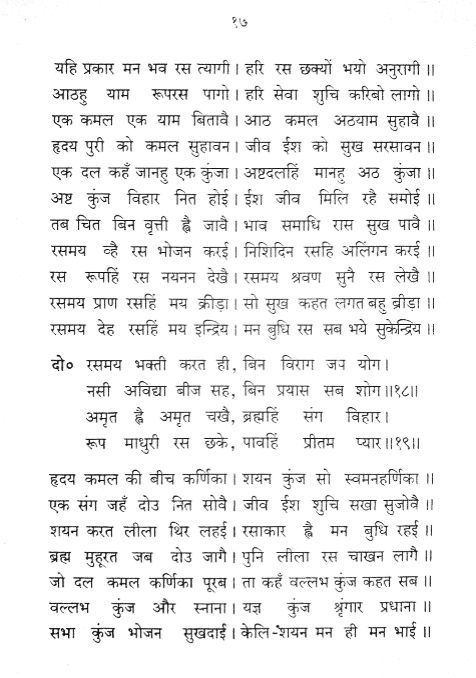 १७
यहि प्रकार मन भव रस त्यागी। हरि रस छक्यों भयो अनुरागी॥
आठहु याम रूपरस पागो। हरि सेवा शुचि करिबो लागो॥
एक कमल एक याम बितावै। आठ कमल अठयाम सुहावै॥
हृदय पुरी को कमल सुहावन। जीव ईश को सुख सरसावन॥
एक दल कहँ जानहु एक कुंजा। अष्टदलहिं मानहु अठ कुंजा॥
अष्ट कुंज विहार नित होई। ईश जीव मिलि रहै समोई॥
तब चित बिन वृत्ती ह्वै जावै। भाव समाधि रास सुख पावै॥
रसमय व्है रस भोजन करई। निशिदिन रसहि अलिंगन करई॥
रस रूपहिं रस नयनन देखै। रसमय श्रवण सुनै रस लेखै॥
रसमय प्राण रसहिं मय क्रीड़ा। सो सुख कहत लगत बहु ब्रीड़ा॥
रसमय देह रसहिं मय इन्द्रिय। मन बुधि रस सब भये सुकेन्द्रिय॥
दो० रसमय भक्ती करत ही, बिन विराग जप योग।
नसी अविद्या बीज सह, बिन प्रयास सब शोग॥१८॥
अमृत ह्वै अमृत चखै, ब्रह्महिं संग विहार।
रूप माधुरी रस छके, पावहिं प्रीतम प्यार॥१९॥
हृदय कमल की बीच कर्णिका। शयन कुंज सो स्वमनहर्णिका॥
एक संग जहँ दोउ नित सोवै। जीव ईश शुचि सखा सुजोवै॥
शयन करत लीला थिर लहई। रसाकार ह्वै मन बुधि रहई॥
ब्रह्म मुहूरत जब दोउ जागै। पुनि लीला रस चाखन लागै॥
जो दल कमल कर्णिका पूरब। ता कहँ वल्लभ कुंज कहत सब॥
वल्लभ कुंज और स्नाना। यज्ञ कुंज श्रृंगार प्रधाना॥
सभा कुंज भोजन सुखदाई। केलि-शयन मन ही मन भाई॥